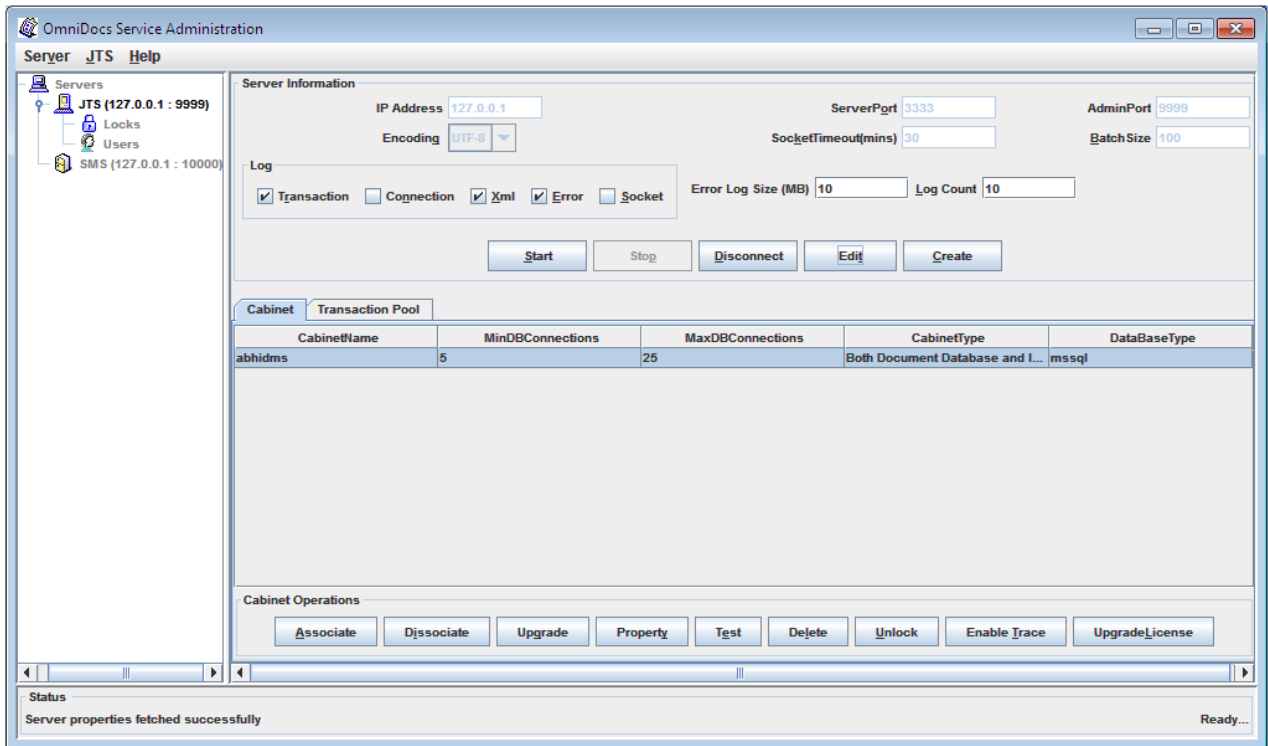 OmniDocs Service Administration
Server JTS Help
Servers
JTS (127.0.0.1 : 9999)
Locks
Users
SMS (127.0.0.1 : 10000)
Server Information
IP Address 127.0.0.1 ServerPort 3333 AdminPort 9999
Encoding UTF-8 SocketTimeout(mins) 30 BatchSize 100
Log
Transaction Connection Xml Error Socket
Error Log Size (MB) 10 Log Count 10
Start Stop Disconnect Edit Create
Cabinet Transaction Pool
CabinetName MinDBConnections MaxDBConnections CabinetType DataBaseType
abhidms 5 25 Both Document Database and I... mssql
Cabinet Operations
Associate Dissociate Upgrade Property Test Delete Unlock Enable Trace UpgradeLicense
Status
Server properties fetched successfully Ready...